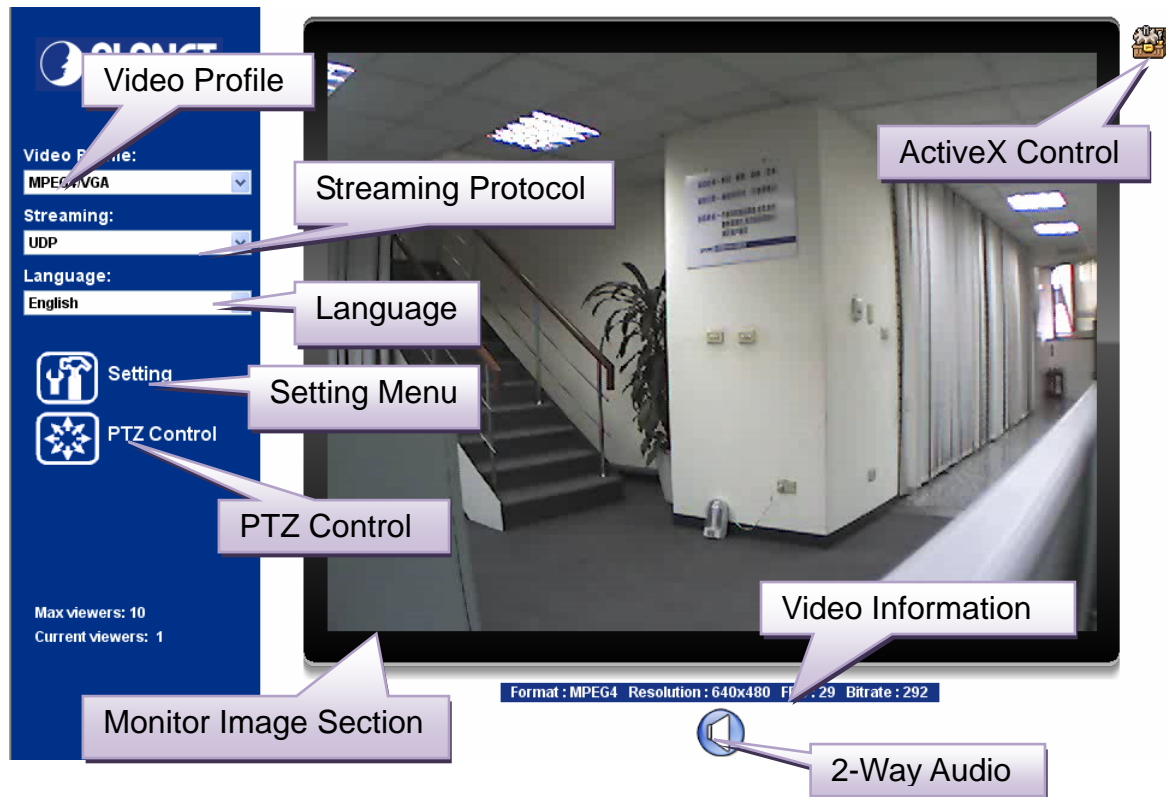 Video Profile
Video Profile:
MPEG4/VGA
Streaming:
UDP
Language:
English
Setting
PTZ Control
Max viewers: 10
Current viewers: 1
Streaming Protocol
Language
Setting Menu
PTZ Control
Monitor Image Section
ActiveX Control
Video Information
Format : MPEG4 Resolution : 640x480 FPS : 29 Bitrate : 292
2-Way Audio